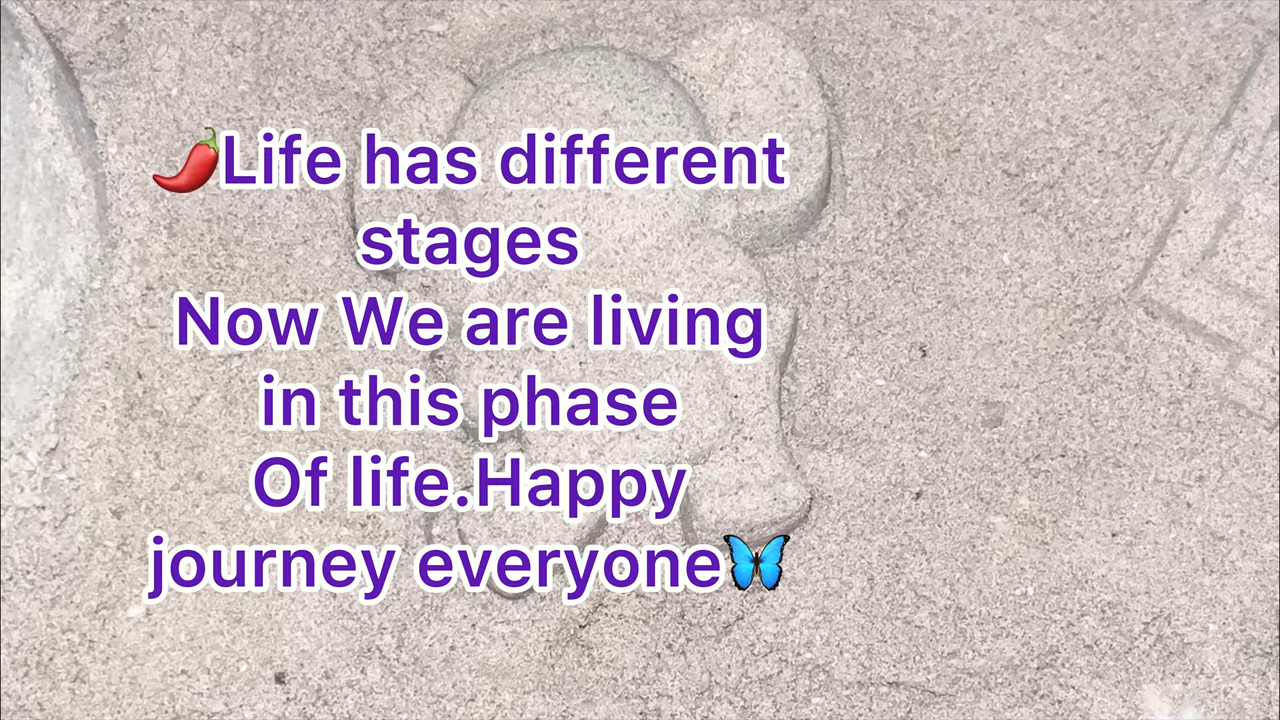 🌶️Life has different
stages
Now We are living
in this phase
Of life.Happy
journey everyone🦋